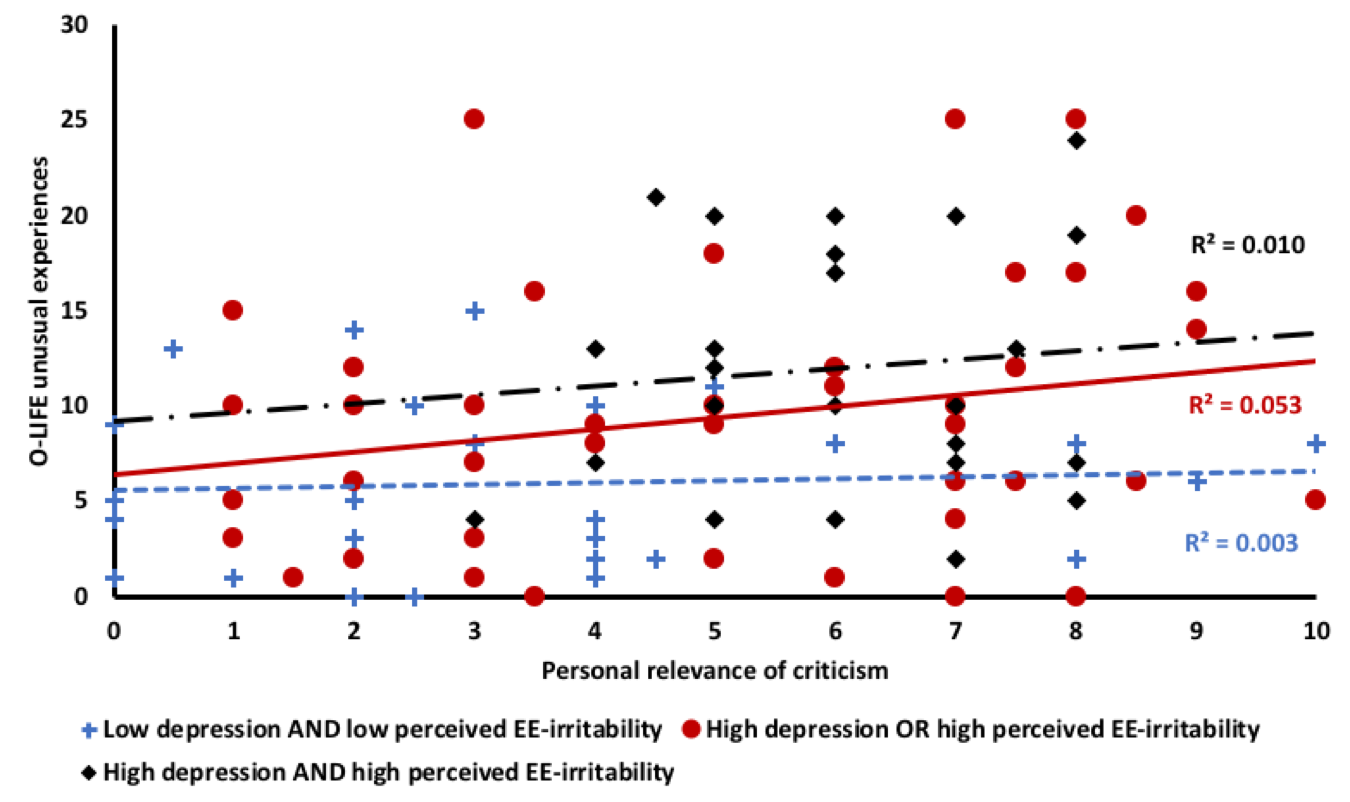 30
25
20
15
10
5
0
O-LIFE unusual experiences
R² = 0.010
R² = 0.053
R² = 0.003
0 1 2 3 4 5 6 7 8 9 10
Personal relevance of criticism
Low depression AND low perceived EE-irritability High depression OR high perceived EE-irritability
High depression AND high perceived EE-irritability